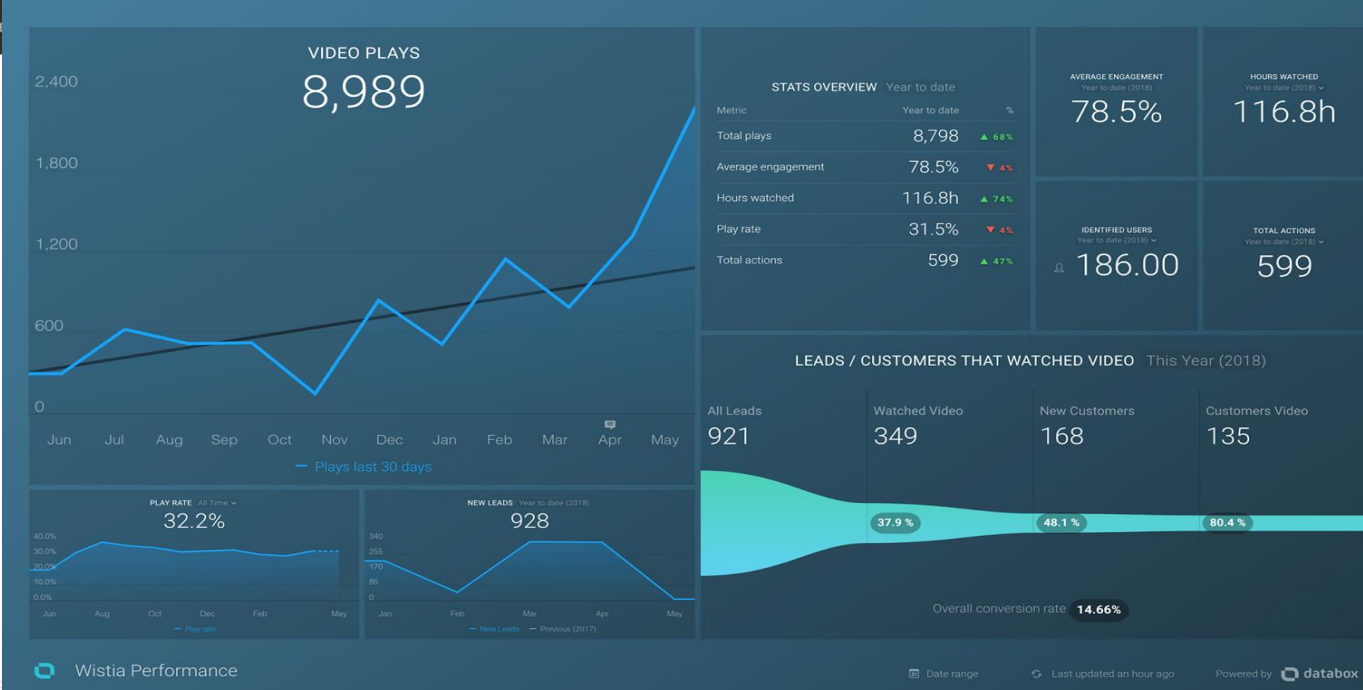 VIDEO PLAYS
8,989
2,400
1,800
1,200
600
0
Jun Jul Aug Sep Oct Nov Dec Jan Feb Mar Apr May
Plays last 30 days
PLAY RATE All Time
32.2%
40.0%
30.0%
20.0%
10.0%
0.0%
Jun Aug Oct Dec Feb May
Play rate
NEW LEADS Year to date (2018)
928
340
255
170
85
0
Jan Feb Mar Apr May
New Leads Previous (2017)
STATS OVERVIEW Year to date
Metric Year to date %
Total plays 8,798 ▲ 68%
Average engagement 78.5% ▼ 4%
Hours watched 116.8h ▲ 74%
Play rate 31.5% ▼ 4%
Total actions 599 ▲ 47%
AVERAGE ENGAGEMENT
Year to date (2018)
78.5%
HOURS WATCHED
Year to date (2018)
116.8h
IDENTIFIED USERS
Year to date (2018)
186.00
TOTAL ACTIONS
Year to date (2018)
599
LEADS / CUSTOMERS THAT WATCHED VIDEO This Year (2018)
All Leads Watched Video New Customers Customers Video
921 349 168 135
37.9 % 48.1 % 80.4 %
Overall conversion rate 14.66%
Wistia Performance
Date range
Last updated an hour ago
Powered by databox